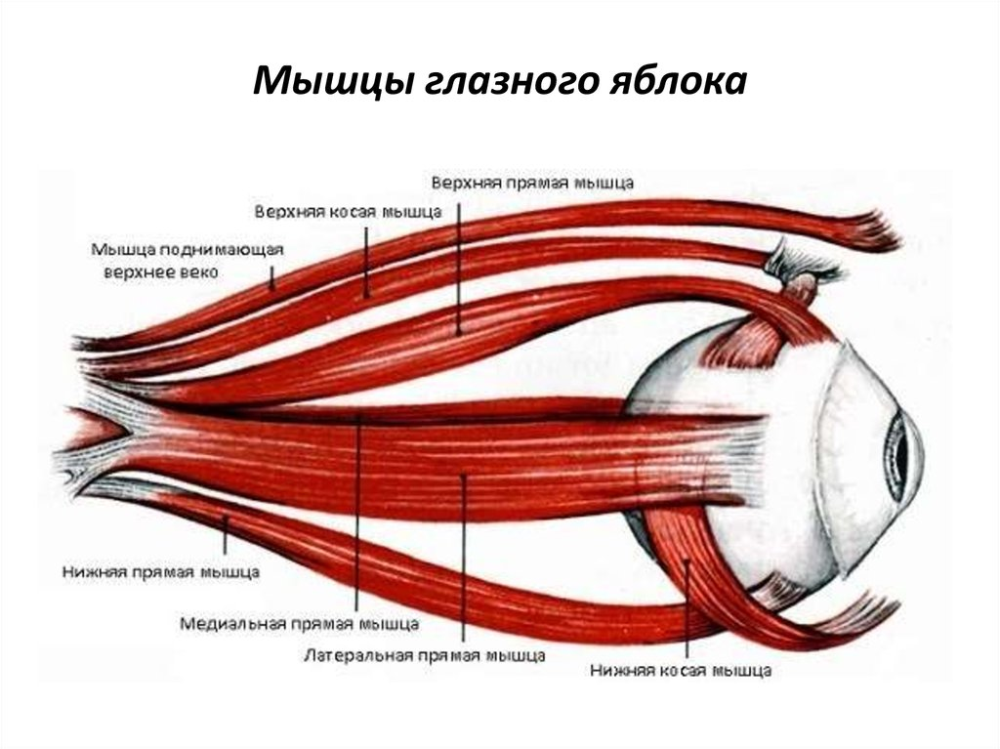 Мышцы глазного яблока
Верхняя прямая мышца
Верхняя косая мышца
Мышца поднимающая
верхнее веко
Нижняя прямая мышца
Медиальная прямая мышца
Латеральная прямая мышца
Нижняя косая мышца